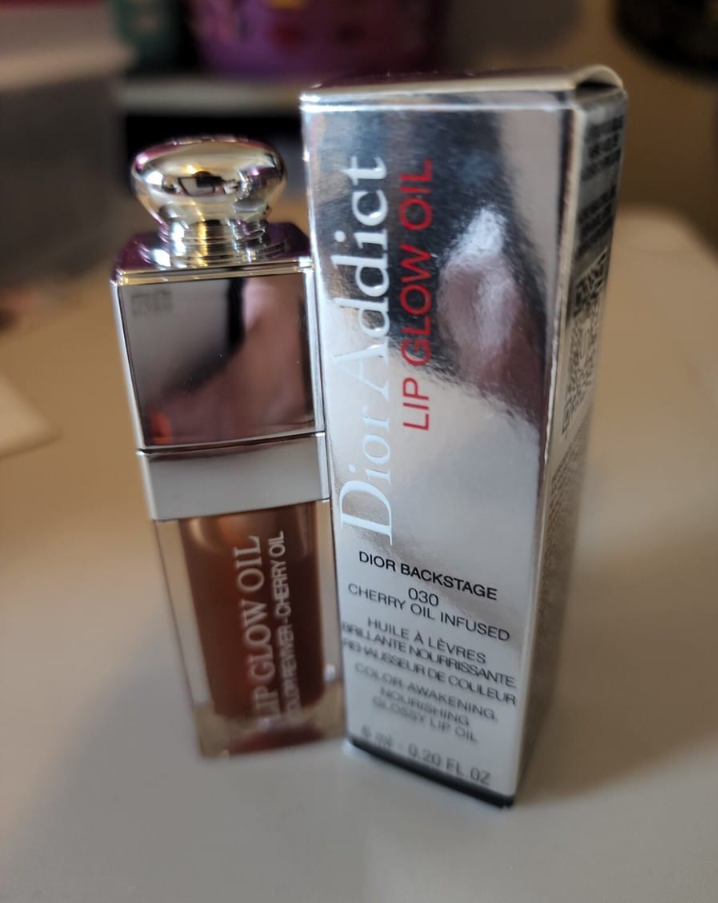 LIP GLOW OIL
COLOR REVIVER - CHERRY OIL
Dior Addict
LIP GLOW OIL
DIOR BACKSTAGE
030
CHERRY OIL INFUSED
HUILE À LÈVRES
BRILLANTE NOURRISSANTE,
REHAUSSEUR DE COULEUR
COLOR-AWAKENING,
NOURISHING
GLOSSY LIP OIL
6 ml - 0.20 FL OZ